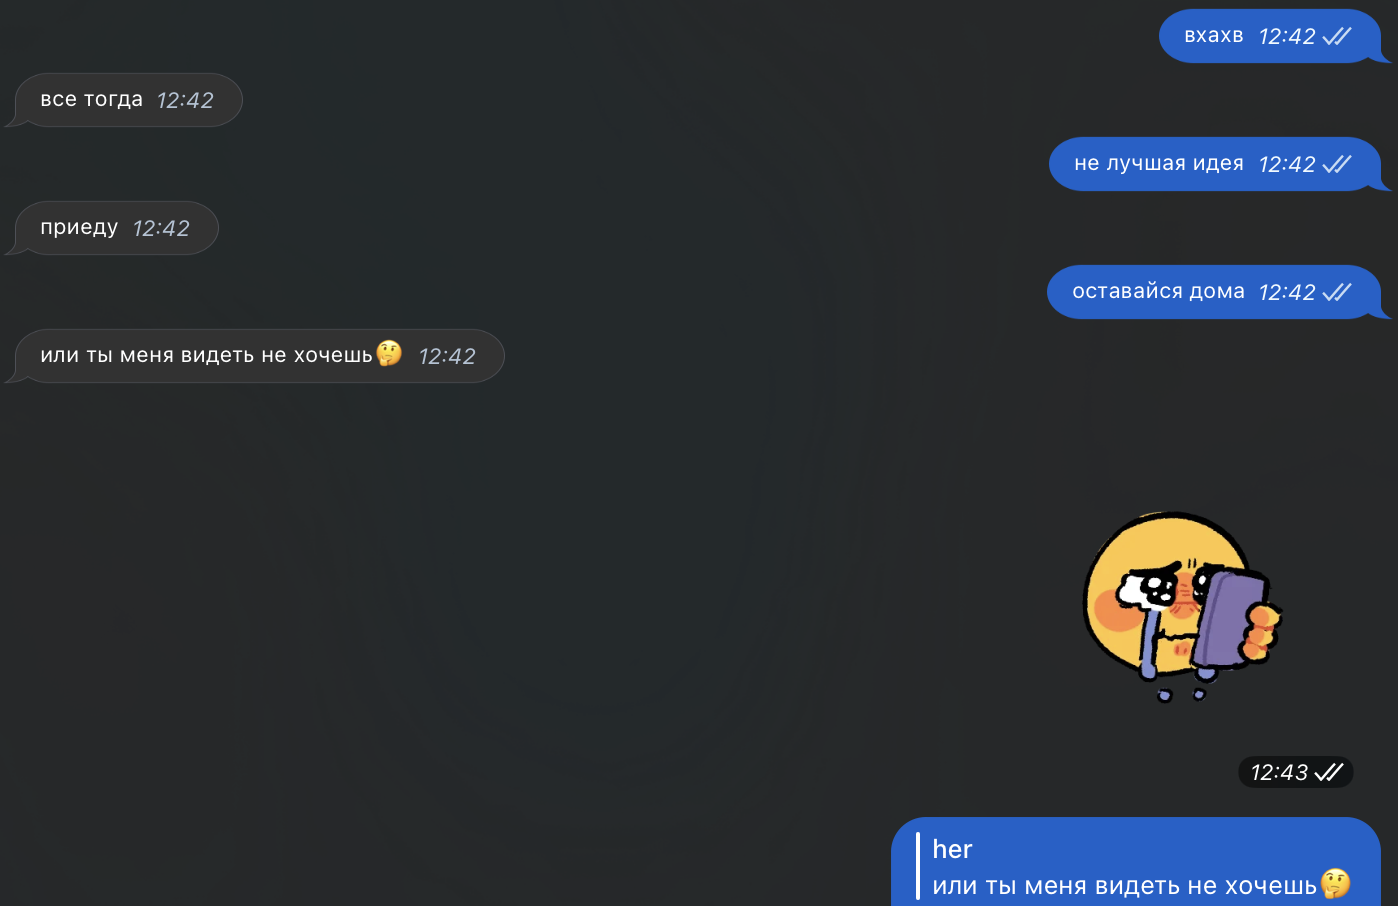 вхахв 12:42
все тогда 12:42
не лучшая идея 12:42
приеду 12:42
оставайся дома 12:42
или ты меня видеть не хочешь🤔 12:42
12:43
her
или ты меня видеть не хочешь🤔